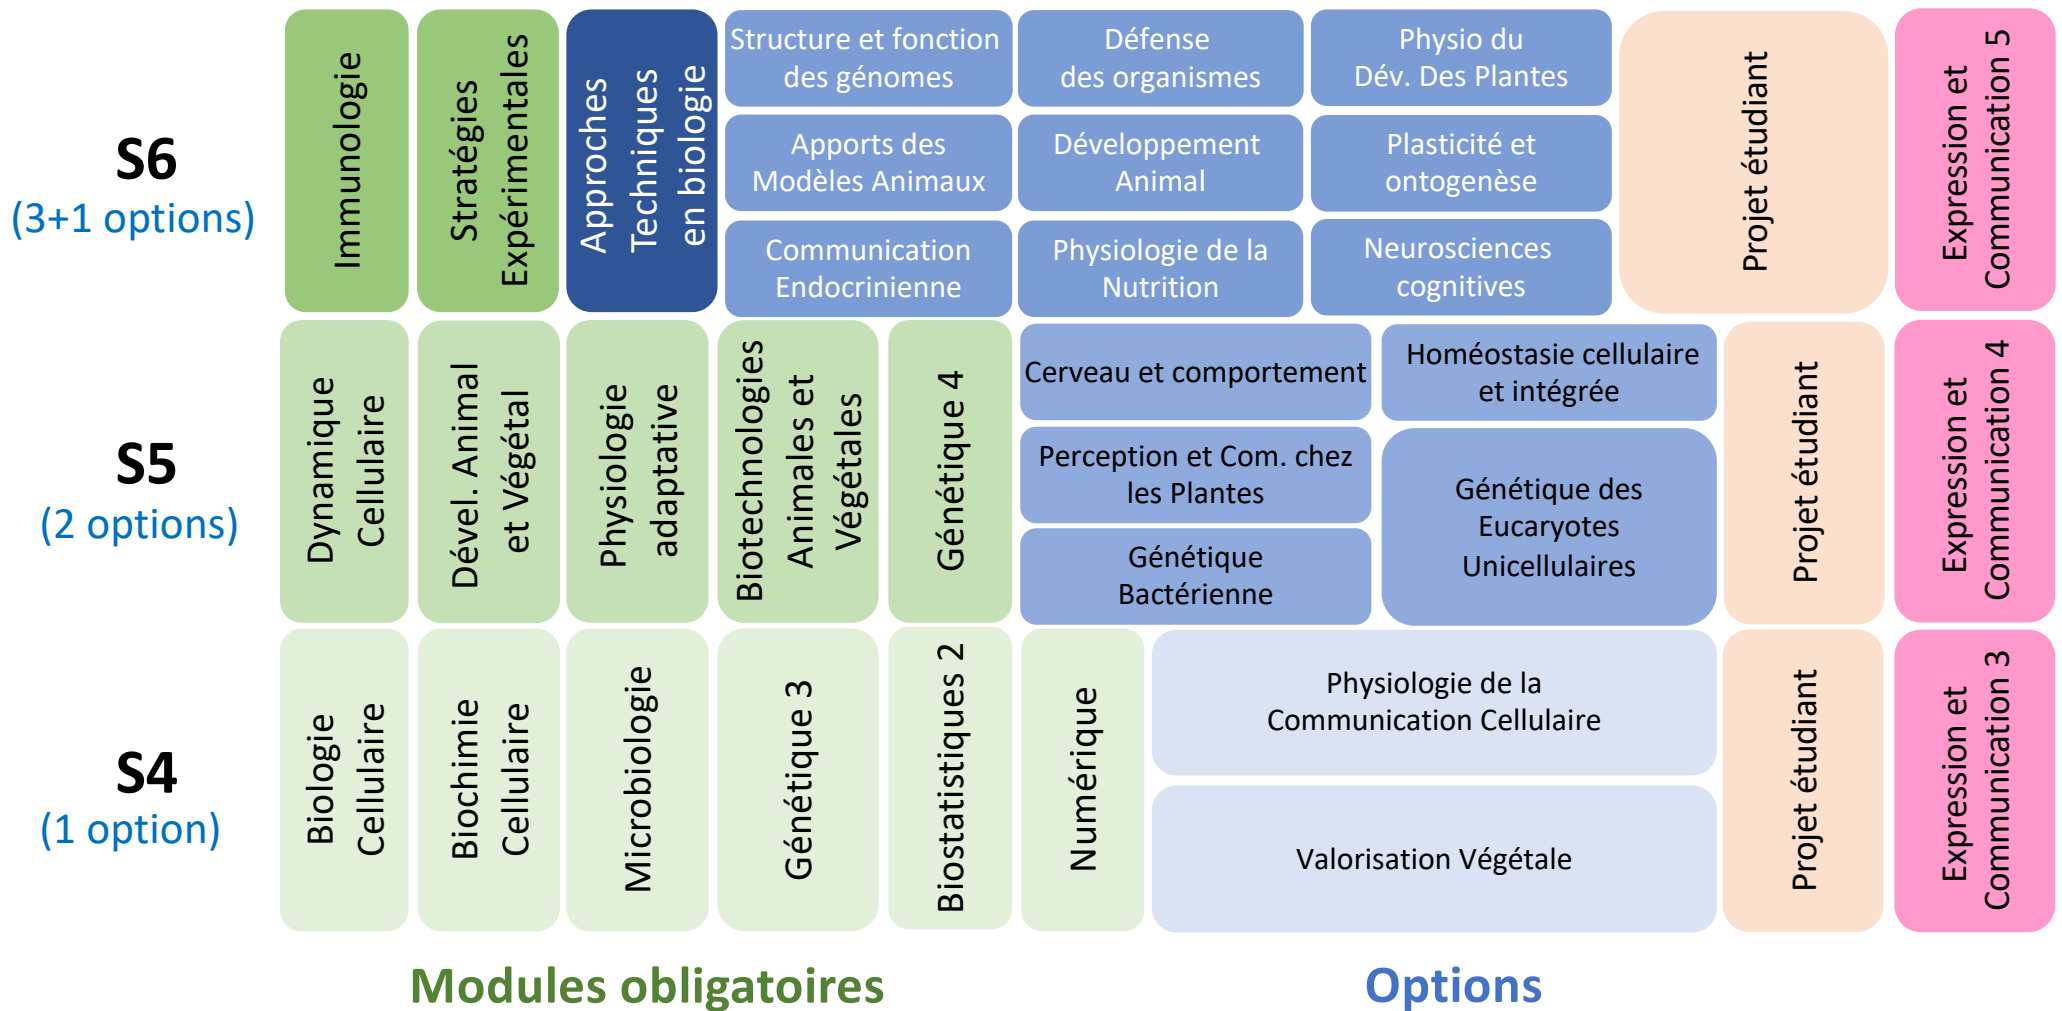 S6
(3+1 options)
Immunologie
Stratégies
Expérimentales
Approches
Techniques
en biologie
Structure et fonction
des génomes
Défense
des organismes
Physio du
Dév. Des Plantes
Apports des
Modèles Animaux
Développement
Animal
Plasticité et
ontogenèse
Communication
Endocrinienne
Physiologie de la
Nutrition
Neurosciences
cognitives
Projet étudiant
Expression et
Communication 5
S5
(2 options)
Dynamique
Cellulaire
Dével. Animal
et Végétal
Physiologie
adaptative
Biotechnologies
Animales et
Végétales
Génétique 4
Cerveau et comportement
Homéostasie cellulaire
et intégrée
Perception et Com. chez
les Plantes
Génétique des
Eucaryotes
Unicellulaires
Génétique
Bactérienne
Projet étudiant
Expression et
Communication 4
S4
(1 option)
Biologie
Cellulaire
Biochimie
Cellulaire
Microbiologie
Génétique 3
Biostatistiques 2
Numérique
Physiologie de la
Communication Cellulaire
Valorisation Végétale
Projet étudiant
Expression et
Communication 3
Modules obligatoires
Options